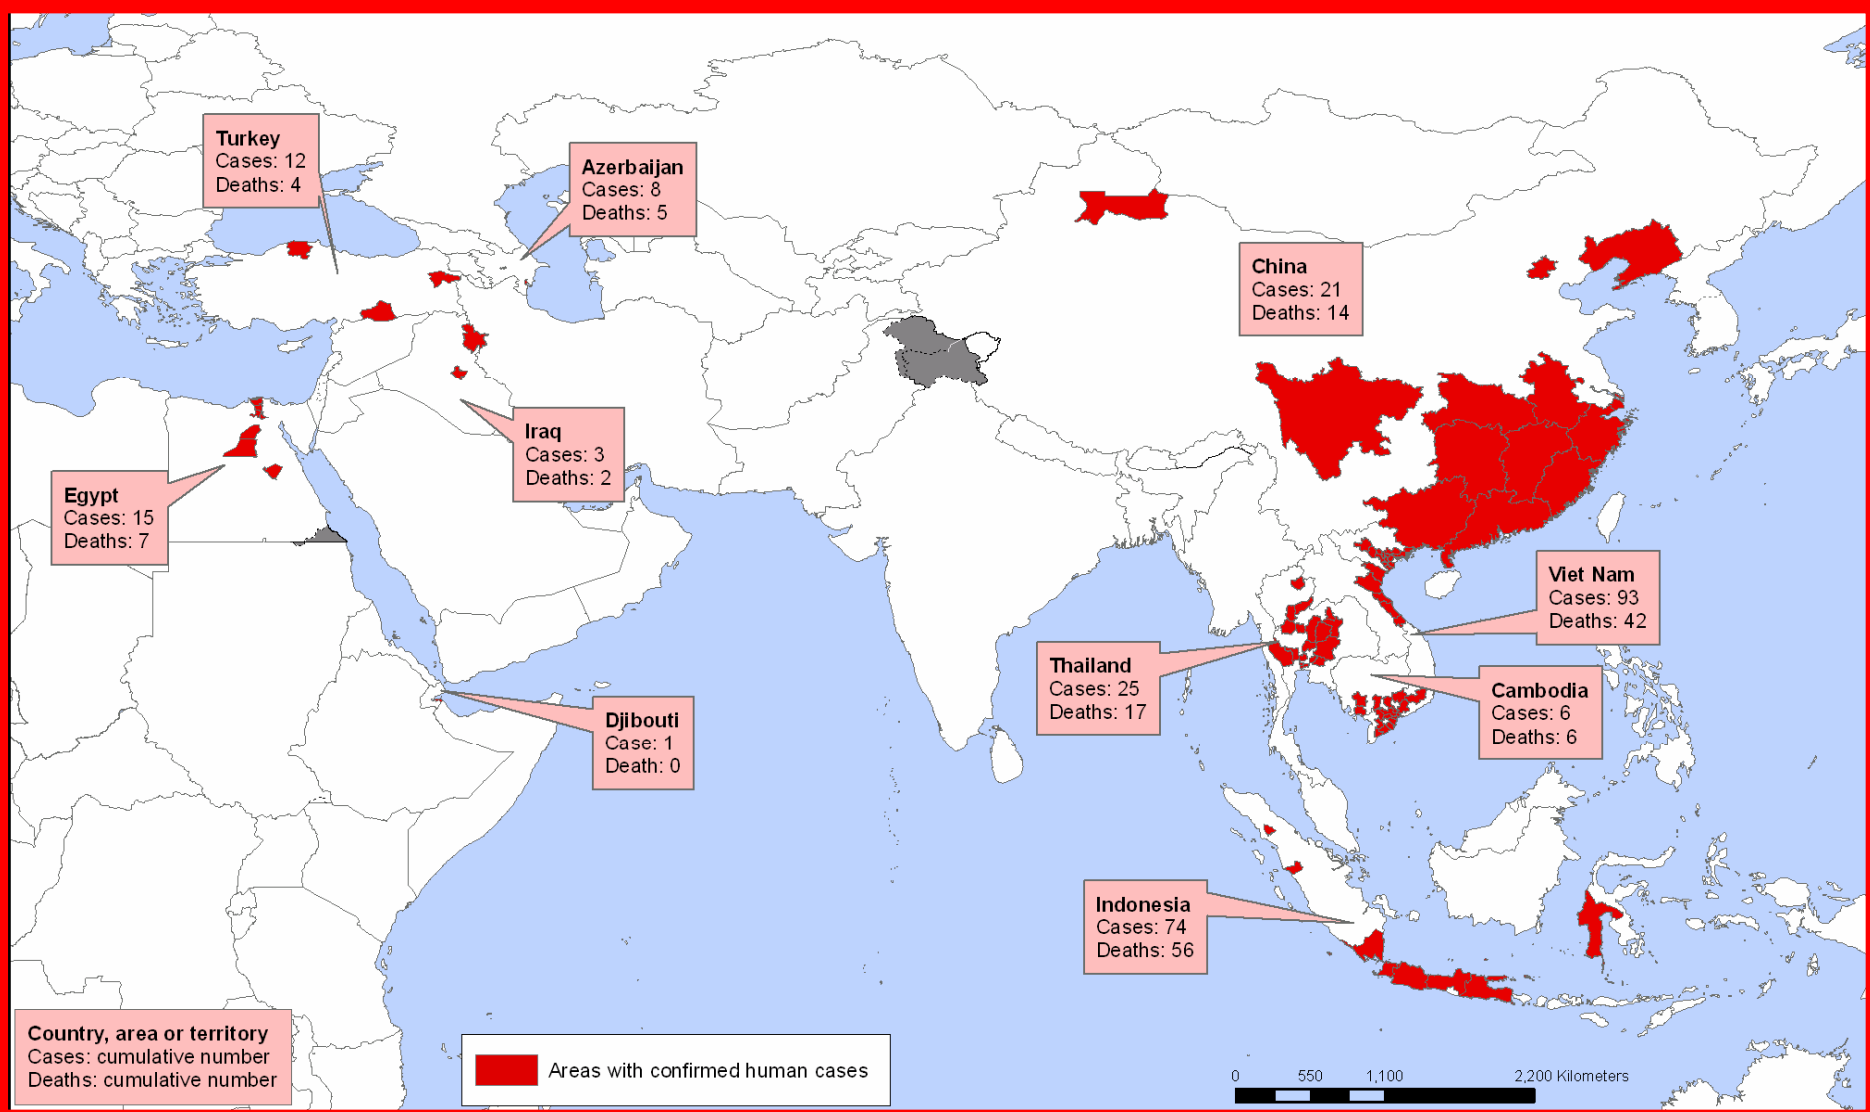 Turkey
Cases: 12
Deaths: 4
Azerbaijan
Cases: 8
Deaths: 5
China
Cases: 21
Deaths: 14
Iraq
Cases: 3
Deaths: 2
Egypt
Cases: 15
Deaths: 7
Viet Nam
Cases: 93
Deaths: 42
Thailand
Cases: 25
Deaths: 17
Cambodia
Cases: 6
Deaths: 6
Djibouti
Case: 1
Death: 0
Indonesia
Cases: 74
Deaths: 56
Country, area or territory
Cases: cumulative number
Deaths: cumulative number
Areas with confirmed human cases
0 550 1,100 2,200 Kilometers